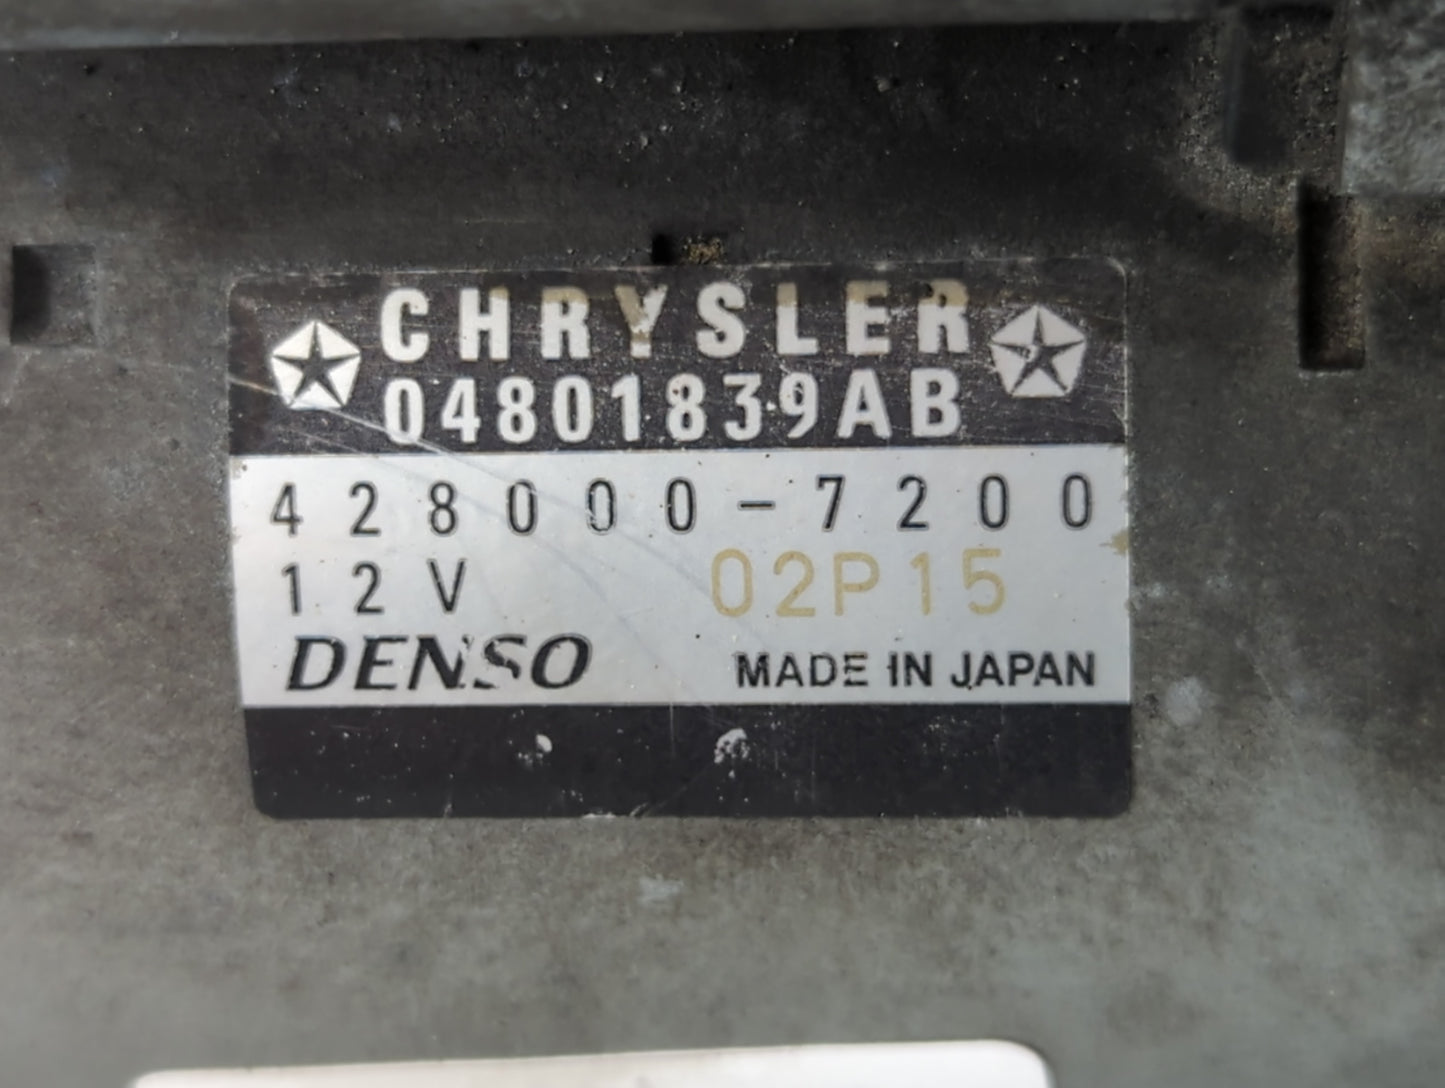 CHRYSLER
04801839AB
428000-7200
12V 02P15
DENSO MADE IN JAPAN